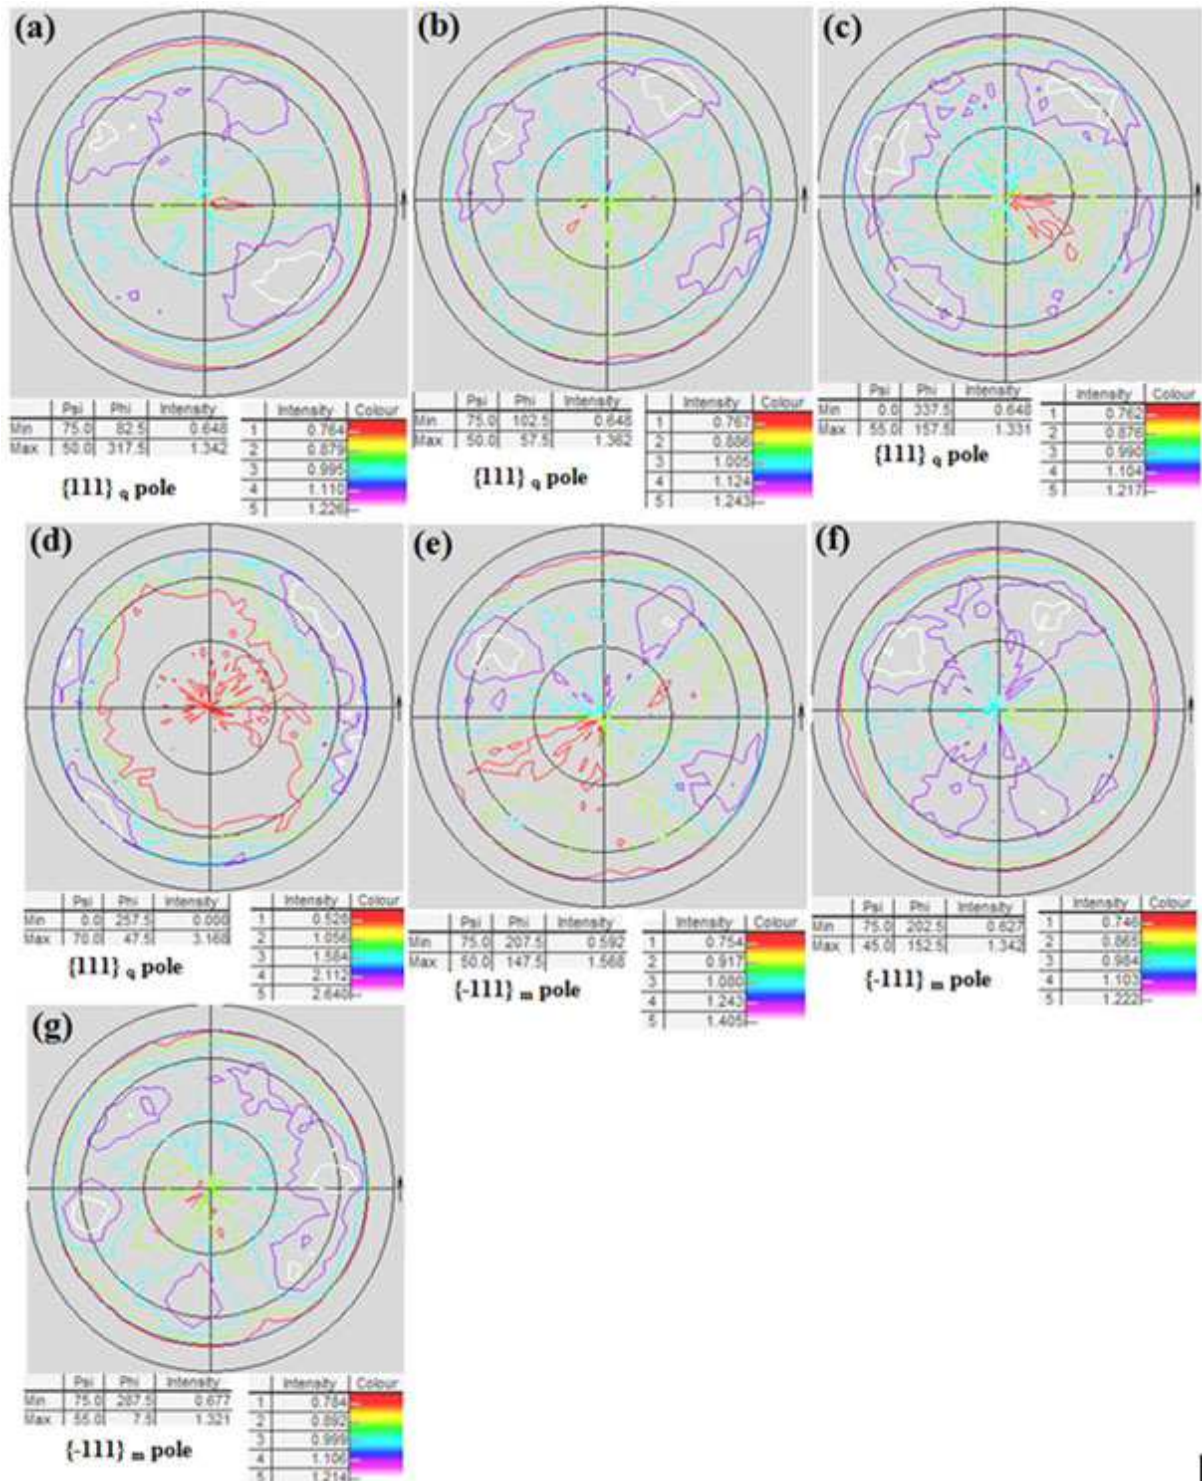 (a)
(b)
(c)
Psi Phi Intensity
Min 75.0 82.5 0.648
Max 50.0 317.5 1.342
{111} q pole
Intensity Colour
1 0.764
2 0.879
3 0.995
4 1.110
5 1.226
Psi Phi Intensity
Min 75.0 102.5 0.648
Max 50.0 57.5 1.362
{111} q pole
Intensity Colour
1 0.767
2 0.886
3 1.005
4 1.124
5 1.243
Psi Phi Intensity
Min 0.0 337.5 0.648
Max 55.0 157.5 1.331
{111} q pole
Intensity Colour
1 0.762
2 0.876
3 0.990
4 1.104
5 1.217
(d)
(e)
(f)
Psi Phi Intensity
Min 0.0 257.5 0.000
Max 70.0 47.5 3.168
{111} q pole
Intensity Colour
1 0.528
2 1.056
3 1.584
4 2.112
5 2.640
Psi Phi Intensity
Min 75.0 207.5 0.592
Max 50.0 147.5 1.568
{-111} m pole
Intensity Colour
1 0.754
2 0.917
3 1.080
4 1.243
5 1.405
Psi Phi Intensity
Min 75.0 202.5 0.627
Max 45.0 152.5 1.342
{-111} m pole
Intensity Colour
1 0.746
2 0.865
3 0.984
4 1.103
5 1.222
(g)
Psi Phi Intensity
Min 75.0 287.5 0.677
Max 55.0 7.5 1.321
{-111} m pole
Intensity Colour
1 0.784
2 0.892
3 0.999
4 1.106
5 1.214